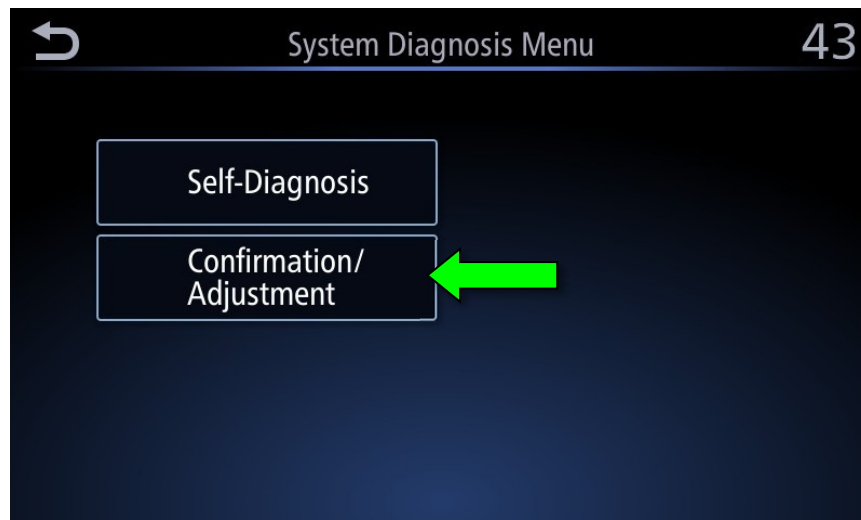 System Diagnosis Menu 43
Self-Diagnosis
Confirmation/
Adjustment